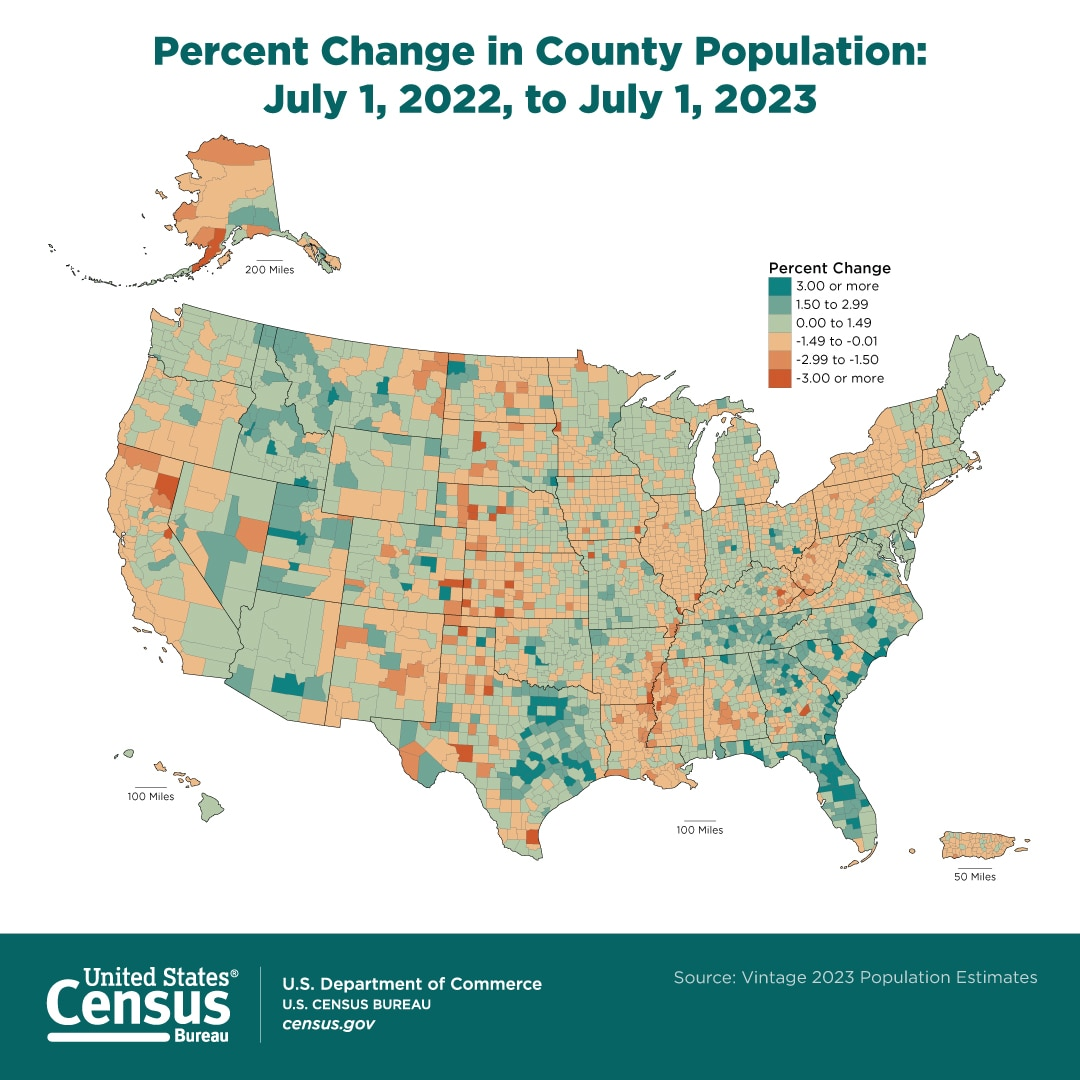 Percent Change in County Population:
July 1, 2022, to July 1, 2023
200 Miles
Percent Change
3.00 or more
1.50 to 2.99
0.00 to 1.49
-1.49 to -0.01
-2.99 to -1.50
-3.00 or more
100 Miles
100 Miles
50 Miles
United States®
Census
Bureau
U.S. Department of Commerce
U.S. CENSUS BUREAU
census.gov
Source: Vintage 2023 Population Estimates